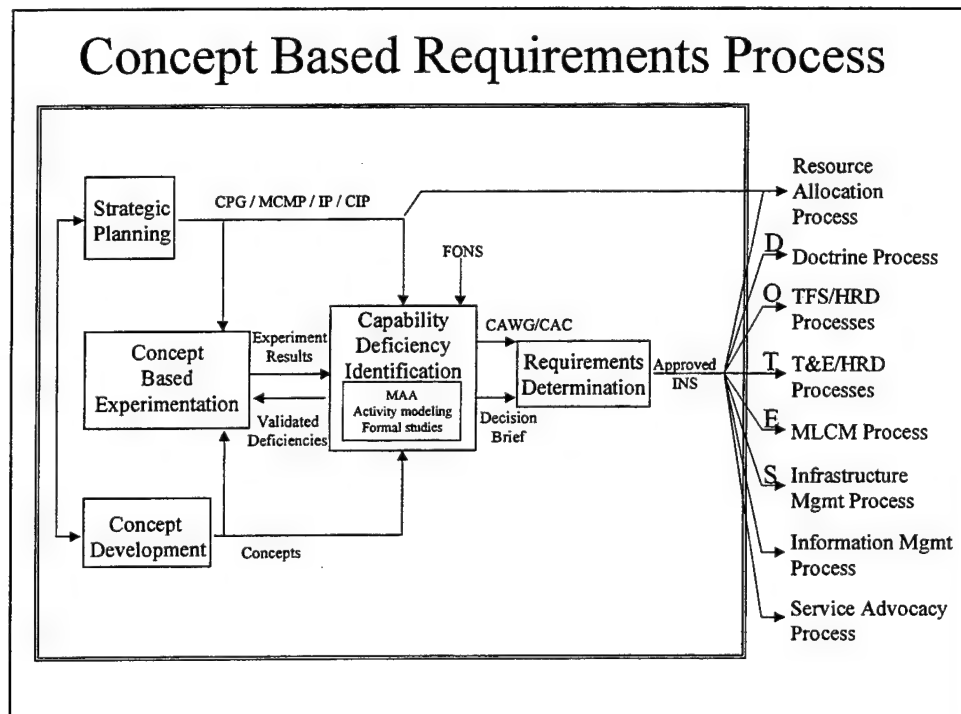 Concept Based Requirements Process
Strategic
Planning
CPG / MCMP / IP / CIP
FONS
Concept
Based
Experimentation
Experiment
Results
Validated
Deficiencies
Capability
Deficiency
Identification
MAA
Activity modeling
Formal studies
CAWG/CAC
Decision
Brief
Requirements
Determination
Approved
INS
Concept
Development
Concepts
Resource
Allocation
Process
D Doctrine Process
O TFS/HRD
Processes
T T&E/HRD
Processes
E MLCM Process
S Infrastructure
Mgmt Process
Information Mgmt
Process
Service Advocacy
Process